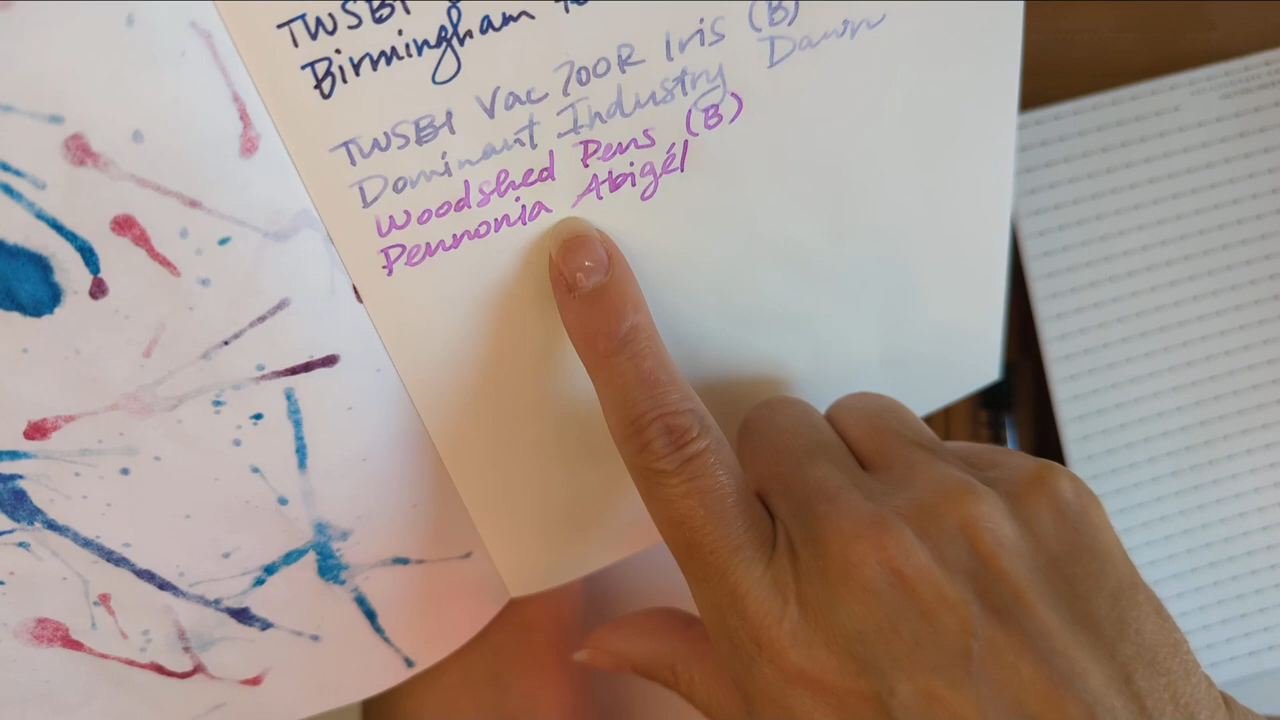 TWSBI
Birmingham
TWSBI Vac 700R Iris (B)
Dominant Industry Dawn
Woodshed Pens (B)
Pennonia Abigél